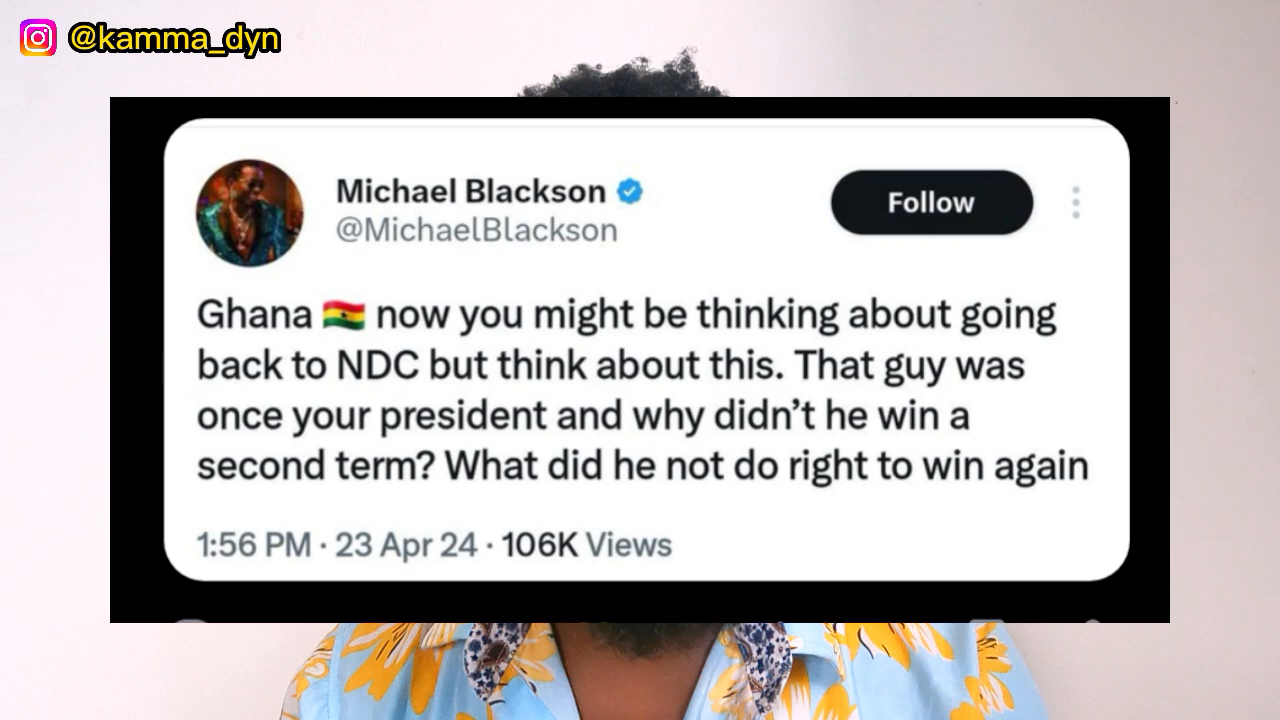 @kamma_dyn
Michael Blackson
Follow
@MichaelBlackson
Ghana 🇬🇭 now you might be thinking about going
back to NDC but think about this. That guy was
once your president and why didn’t he win a
second term? What did he not do right to win again
1:56 PM · 23 Apr 24 · 106K Views